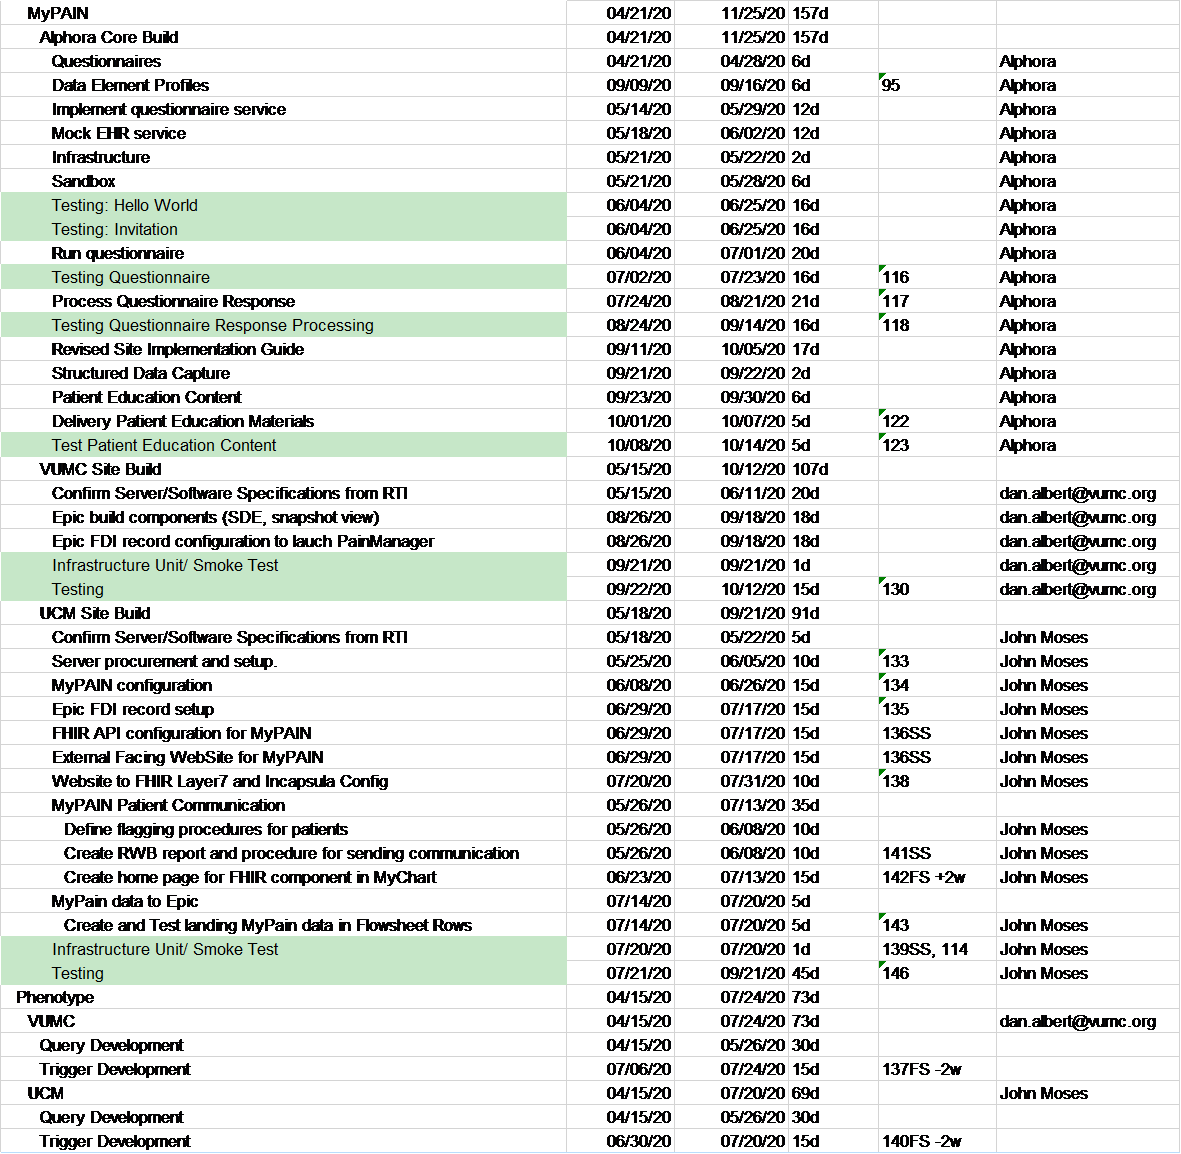 MyPAIN 04/21/20 11/25/20 157d
Alphora Core Build 04/21/20 11/25/20 157d
Questionnaires 04/21/20 04/28/20 6d Alphora
Data Element Profiles 09/09/20 09/16/20 6d 95 Alphora
Implement questionnaire service 05/14/20 05/29/20 12d Alphora
Mock EHR service 05/18/20 06/02/20 12d Alphora
Infrastructure 05/21/20 05/22/20 2d Alphora
Sandbox 05/21/20 05/28/20 6d Alphora
Testing: Hello World 06/04/20 06/25/20 16d Alphora
Testing: Invitation 06/04/20 06/25/20 16d Alphora
Run questionnaire 06/04/20 07/01/20 20d Alphora
Testing Questionnaire 07/02/20 07/23/20 16d 116 Alphora
Process Questionnaire Response 07/24/20 08/21/20 21d 117 Alphora
Testing Questionnaire Response Processing 08/24/20 09/14/20 16d 118 Alphora
Revised Site Implementation Guide 09/11/20 10/05/20 17d Alphora
Structured Data Capture 09/21/20 09/22/20 2d Alphora
Patient Education Content 09/23/20 09/30/20 6d Alphora
Delivery Patient Education Materials 10/01/20 10/07/20 5d 122 Alphora
Test Patient Education Content 10/08/20 10/14/20 5d 123 Alphora
VUMC Site Build 05/15/20 10/12/20 107d
Confirm Server/Software Specifications from RTI 05/15/20 06/11/20 20d dan.albert@vumc.org
Epic build components (SDE, snapshot view) 08/26/20 09/18/20 18d dan.albert@vumc.org
Epic FDI record configuration to lauch PainManager 08/26/20 09/18/20 18d dan.albert@vumc.org
Infrastructure Unit/ Smoke Test 09/21/20 09/21/20 1d dan.albert@vumc.org
Testing 09/22/20 10/12/20 15d 130 dan.albert@vumc.org
UCM Site Build 05/18/20 09/21/20 91d
Confirm Server/Software Specifications from RTI 05/18/20 05/22/20 5d John Moses
Server procurement and setup. 05/25/20 06/05/20 10d 133 John Moses
MyPAIN configuration 06/08/20 06/26/20 15d 134 John Moses
Epic FDI record setup 06/29/20 07/17/20 15d 135 John Moses
FHIR API configuration for MyPAIN 06/29/20 07/17/20 15d 136SS John Moses
External Facing WebSite for MyPAIN 06/29/20 07/17/20 15d 136SS John Moses
Website to FHIR Layer7 and Incapsula Config 07/20/20 07/31/20 10d 138 John Moses
MyPAIN Patient Communication 05/26/20 07/13/20 35d
Define flagging procedures for patients 05/26/20 06/08/20 10d John Moses
Create RWB report and procedure for sending communication 05/26/20 06/08/20 10d 141SS John Moses
Create home page for FHIR component in MyChart 06/23/20 07/13/20 15d 142FS +2w John Moses
MyPain data to Epic 07/14/20 07/20/20 5d
Create and Test landing MyPain data in Flowsheet Rows 07/14/20 07/20/20 5d 143 John Moses
Infrastructure Unit/ Smoke Test 07/20/20 07/20/20 1d 139SS, 114 John Moses
Testing 07/21/20 09/21/20 45d 146 John Moses
Phenotype 04/15/20 07/24/20 73d
VUMC 04/15/20 07/24/20 73d dan.albert@vumc.org
Query Development 04/15/20 05/26/20 30d
Trigger Development 07/06/20 07/24/20 15d 137FS -2w
UCM 04/15/20 07/20/20 69d John Moses
Query Development 04/15/20 05/26/20 30d
Trigger Development 06/30/20 07/20/20 15d 140FS -2w